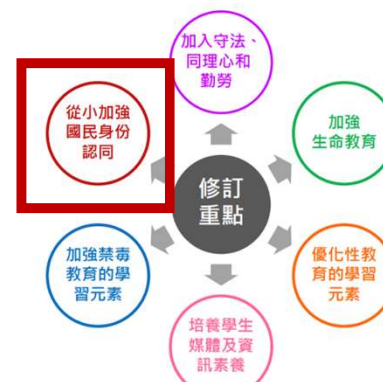 加入守法、
同理心和
勤勞
從小加強
國民身份
認同
加強
生命教育
修訂
重點
加強禁毒
教育的學
習元素
優化性教
育的學習
元素
培養學生
媒體及資
訊素養